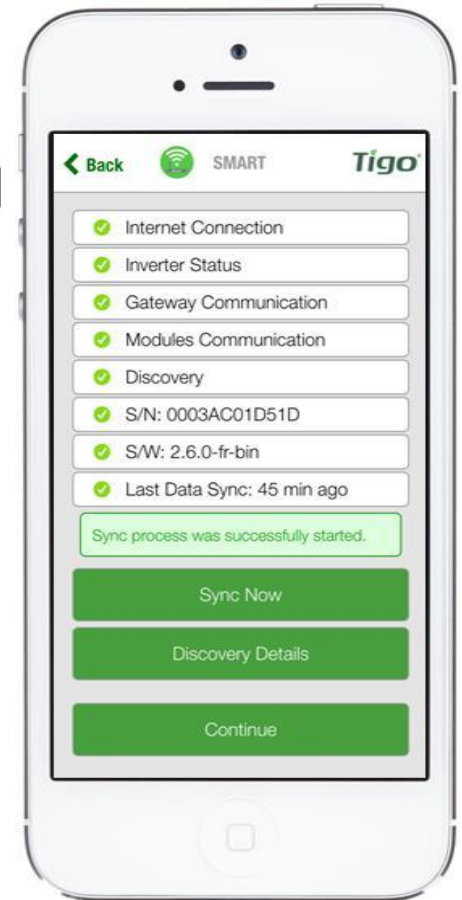 Back
SMART
Tigo
Internet Connection
Inverter Status
Gateway Communication
Modules Communication
Discovery
S/N: 0003AC01D51D
S/W: 2.6.0-fr-bin
Last Data Sync: 45 min ago
Sync process was successfully started.
Sync Now
Discovery Details
Continue